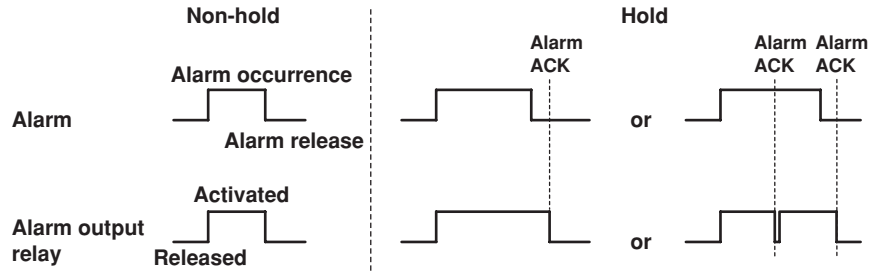 Non-hold
Hold
Alarm
ACK
Alarm
ACK
Alarm
ACK
Alarm occurrence
Alarm
Alarm release
or
Activated
Alarm output
relay
Released
or